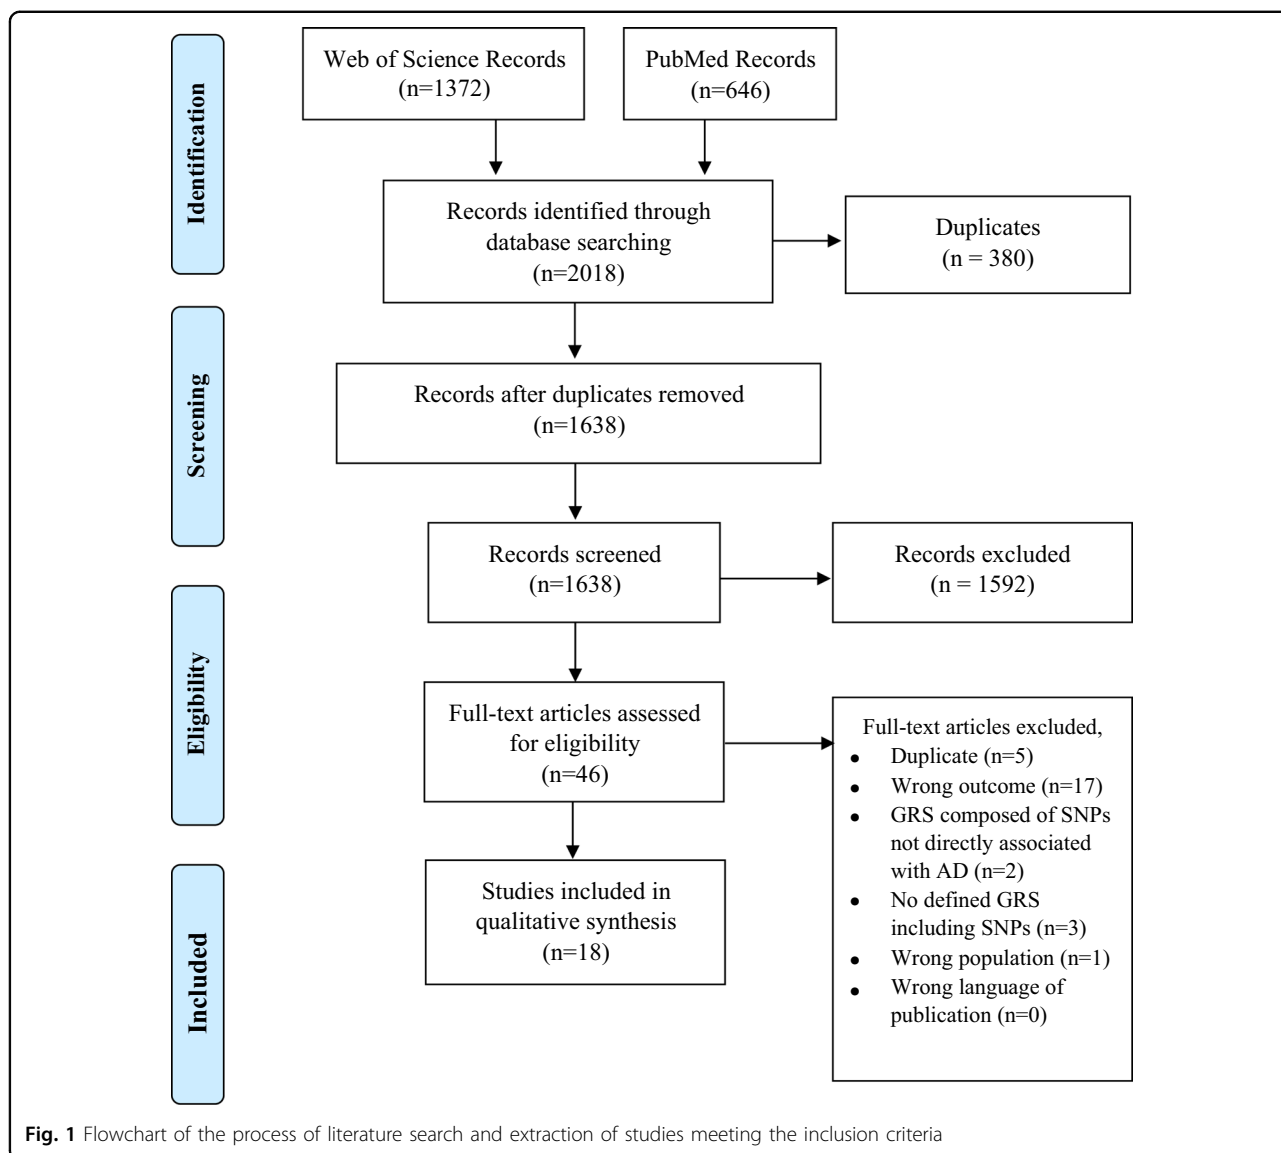 Identification
Web of Science Records
(n=1372)
PubMed Records
(n=646)
Records identified through
database searching
(n=2018)
Duplicates
(n = 380)
Screening
Records after duplicates removed
(n=1638)
Records screened
(n=1638)
Records excluded
(n = 1592)
Eligibility
Full-text articles assessed
for eligibility
(n=46)
Full-text articles excluded,
● Duplicate (n=5)
● Wrong outcome (n=17)
● GRS composed of SNPs
not directly associated
with AD (n=2)
● No defined GRS
including SNPs (n=3)
● Wrong population (n=1)
● Wrong language of
publication (n=0)
Included
Studies included in
qualitative synthesis
(n=18)
Fig. 1 Flowchart of the process of literature search and extraction of studies meeting the inclusion criteria